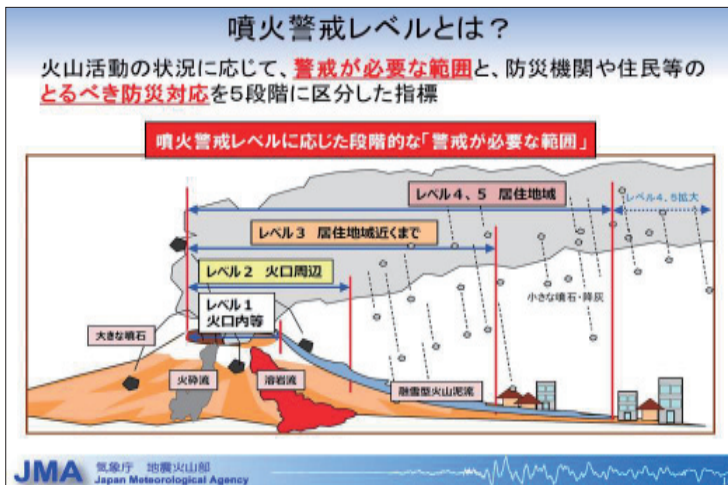 噴火警戒レベルとは？
火山活動の状況に応じて、警戒が必要な範囲と、防災機関や住民等の
とるべき防災対応を5段階に区分した指標
噴火警戒レベルに応じた段階的な「警戒が必要な範囲」
レベル４、５　居住地域
レベル４、５拡大
レベル３　居住地域近くまで
レベル２　火口周辺
レベル１
火口内等
小さな噴石・降灰
大きな噴石
火砕流
溶岩流
融雪型火山泥流
JMA
気象庁　地震火山部
Japan Meteorological Agency